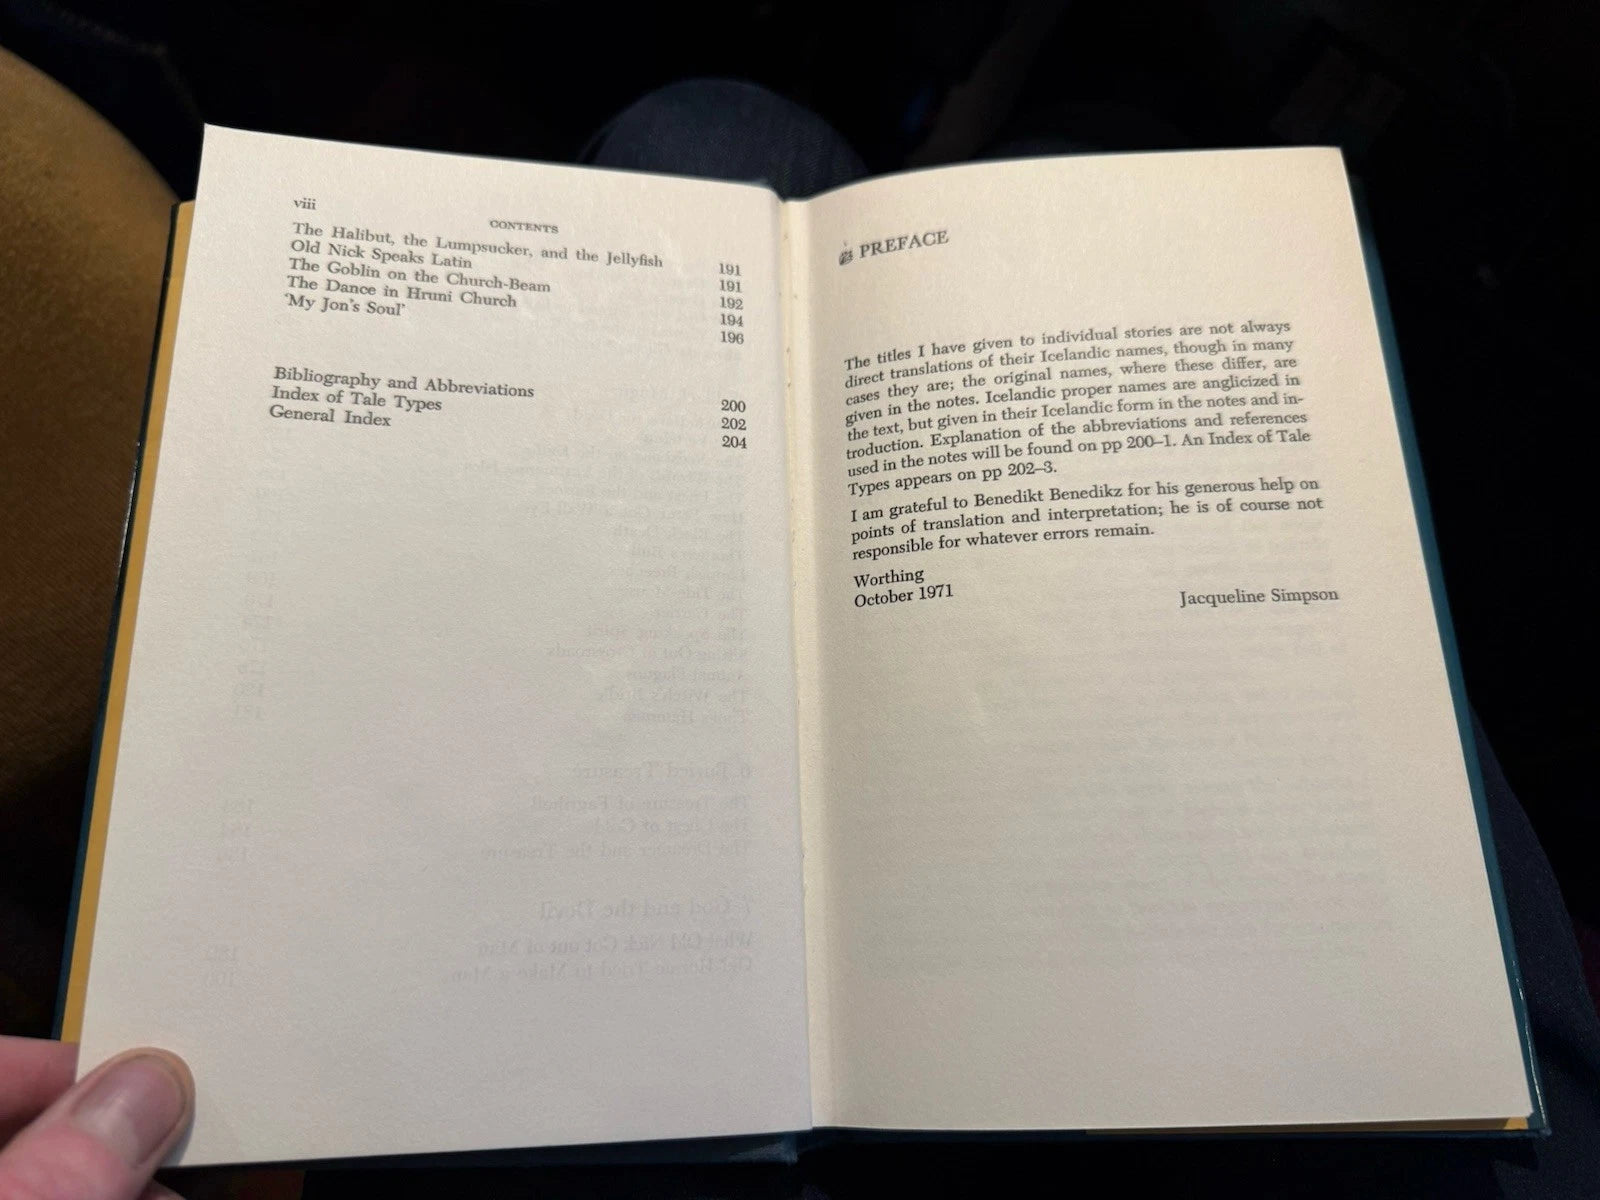 viii
CONTENTS
The Halibut, the Lumpsucker, and the Jellyfish 191
Old Nick Speaks Latin 191
The Goblin on the Church-Beam 192
The Dance in Hruni Church 194
'My Jon's Soul' 196
Bibliography and Abbreviations 200
Index of Tale Types 202
General Index 204
PREFACE
The titles I have given to individual stories are not always
direct translations of their Icelandic names, though in many
cases they are; the original names, where these differ, are
given in the notes. Icelandic proper names are anglicized in
the text, but given in their Icelandic form in the notes and in-
troduction. Explanation of the abbreviations and references
used in the notes will be found on pp 200–1. An Index of Tale
Types appears on pp 202–3.
I am grateful to Benedikt Benedikz for his generous help on
points of translation and interpretation; he is of course not
responsible for whatever errors remain.
Worthing
October 1971
Jacqueline Simpson